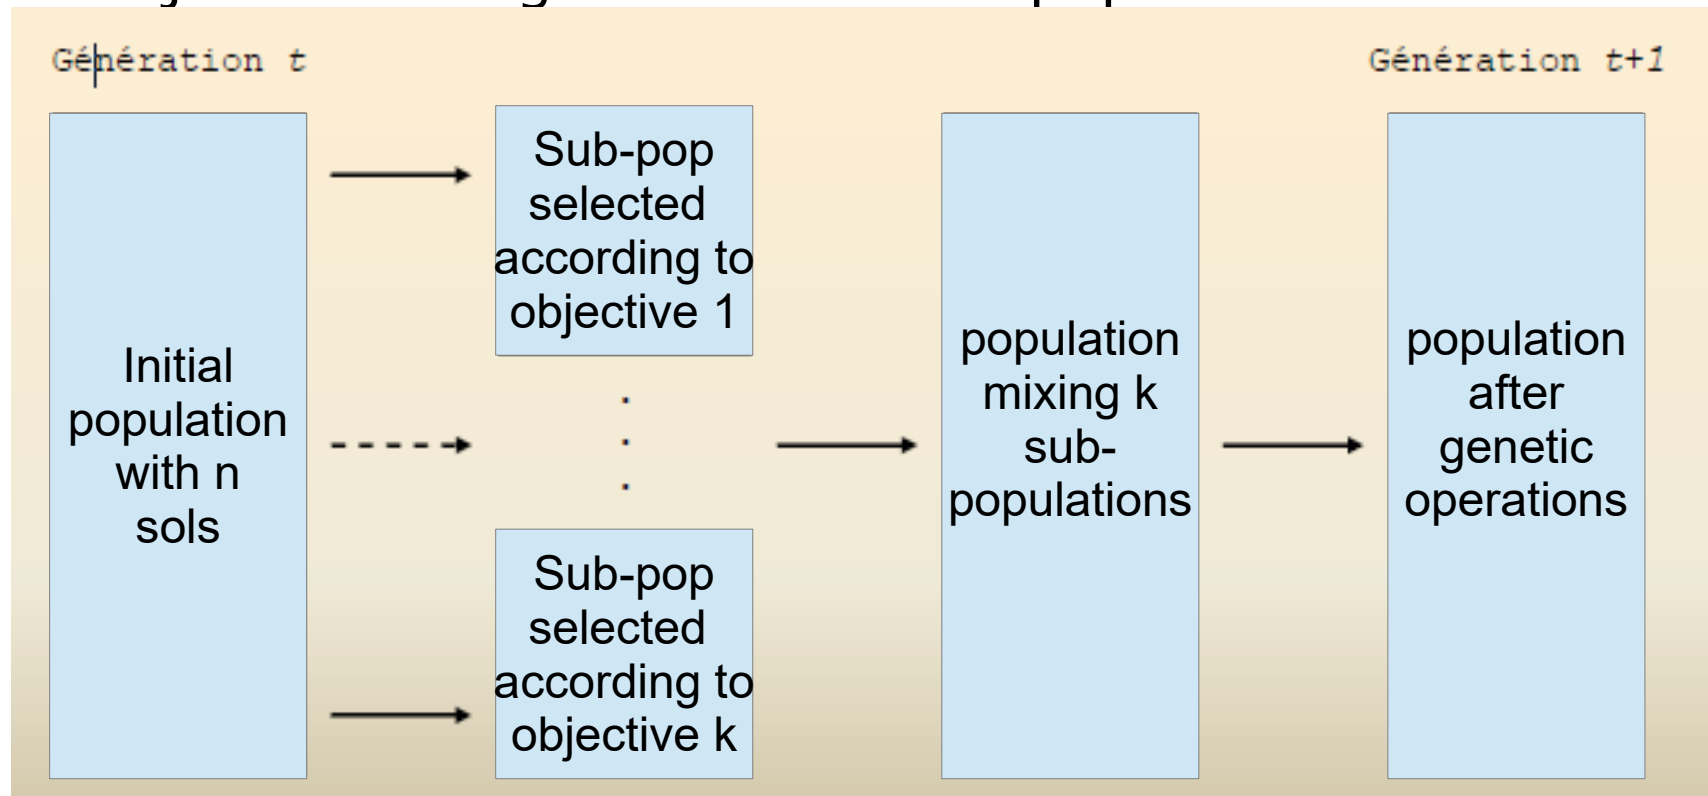 Génération t
Génération t+1
Initial
population
with n
sols
Sub-pop
selected
according to
objective 1
.
.
.
Sub-pop
selected
according to
objective k
population
mixing k
sub-
populations
population
after
genetic
operations